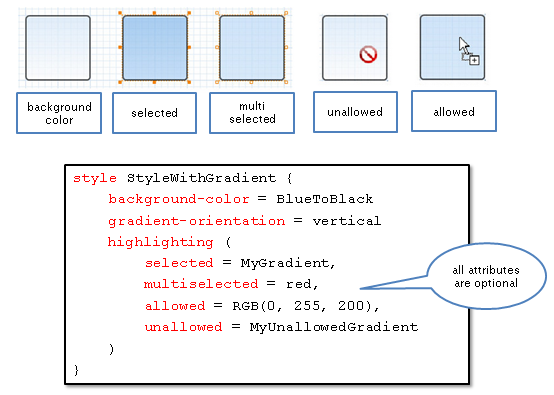 background
color
selected
multi
selected
unallowed
allowed
style StyleWithGradient {
background-color = BlueToBlack
gradient-orientation = vertical
highlighting (
selected = MyGradient,
multiselected = red,
allowed = RGB(0, 255, 200),
unallowed = MyUnallowedGradient
)
}
all attributes
are optional